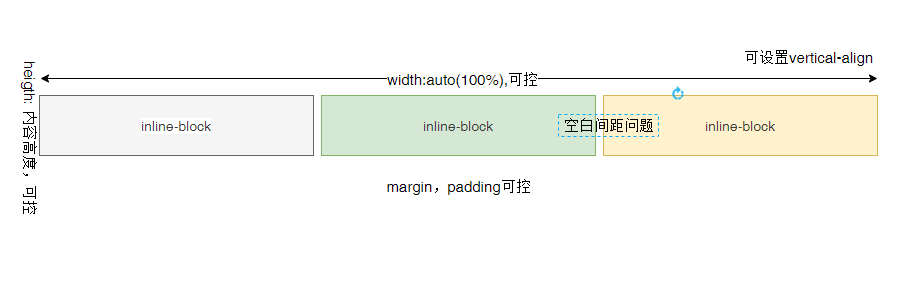 可设置vertical-align
width:auto(100%),可控
heigth: 内容高度，可控
inline-block
inline-block
空白间距问题
inline-block
margin，padding可控